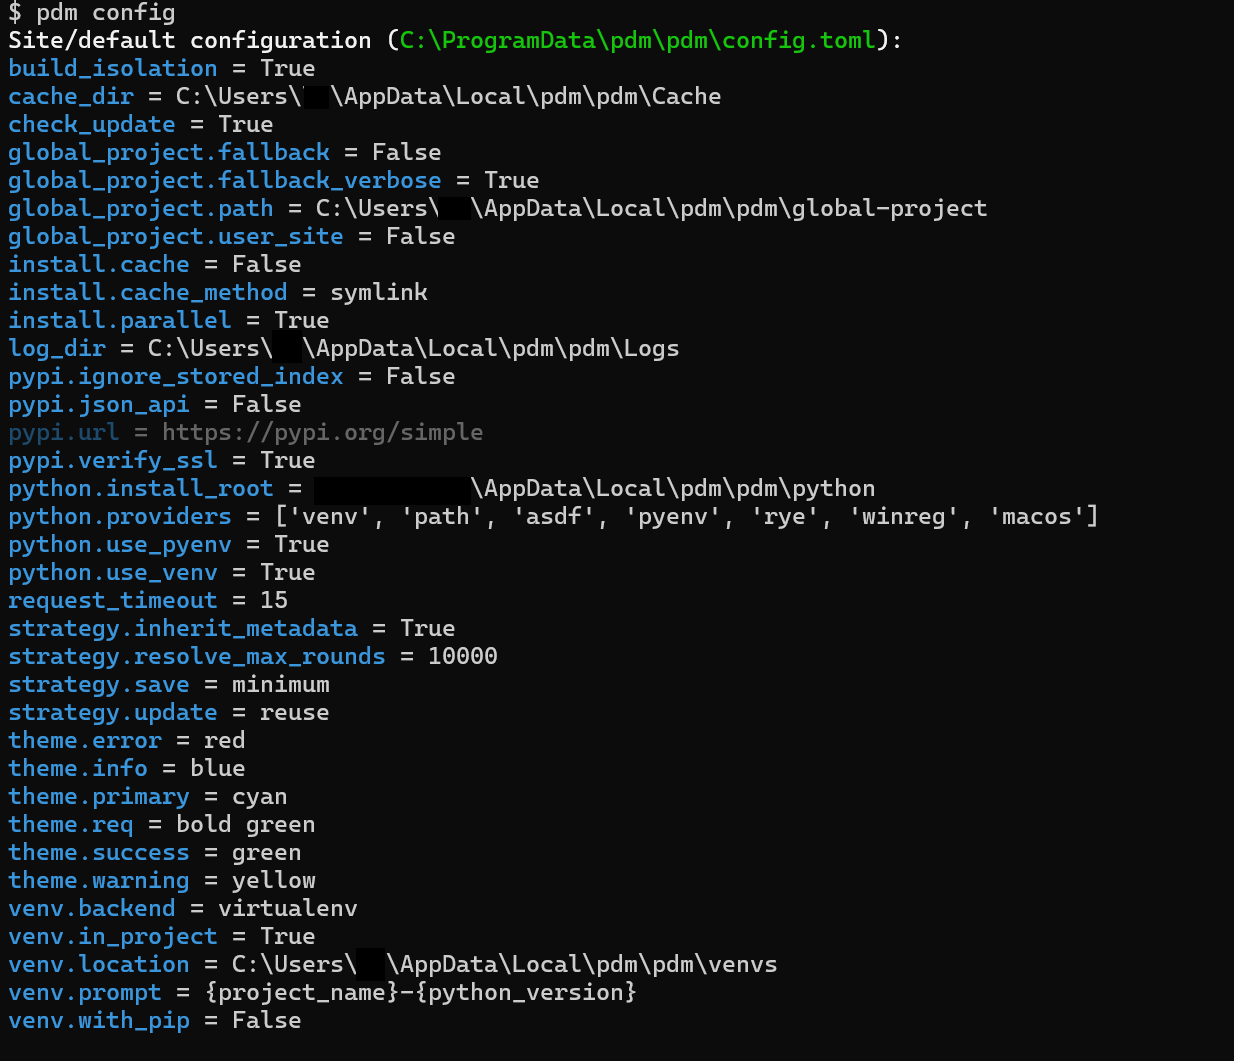 $ pdm config
Site/default configuration (C:\ProgramData\pdm\pdm\config.toml):
build_isolation = True
cache_dir = C:\Users\ \AppData\Local\pdm\pdm\Cache
check_update = True
global_project.fallback = False
global_project.fallback_verbose = True
global_project.path = C:\Users\ \AppData\Local\pdm\pdm\global-project
global_project.user_site = False
install.cache = False
install.cache_method = symlink
install.parallel = True
log_dir = C:\Users\ \AppData\Local\pdm\pdm\Logs
pypi.ignore_stored_index = False
pypi.json_api = False
pypi.url = https://pypi.org/simple
pypi.verify_ssl = True
python.install_root = \AppData\Local\pdm\pdm\python
python.providers = ['venv', 'path', 'asdf', 'pyenv', 'rye', 'winreg', 'macos']
python.use_pyenv = True
python.use_venv = True
request_timeout = 15
strategy.inherit_metadata = True
strategy.resolve_max_rounds = 10000
strategy.save = minimum
strategy.update = reuse
theme.error = red
theme.info = blue
theme.primary = cyan
theme.req = bold green
theme.success = green
theme.warning = yellow
venv.backend = virtualenv
venv.in_project = True
venv.location = C:\Users\ \AppData\Local\pdm\pdm\venvs
venv.prompt = {project_name}-{python_version}
venv.with_pip = False